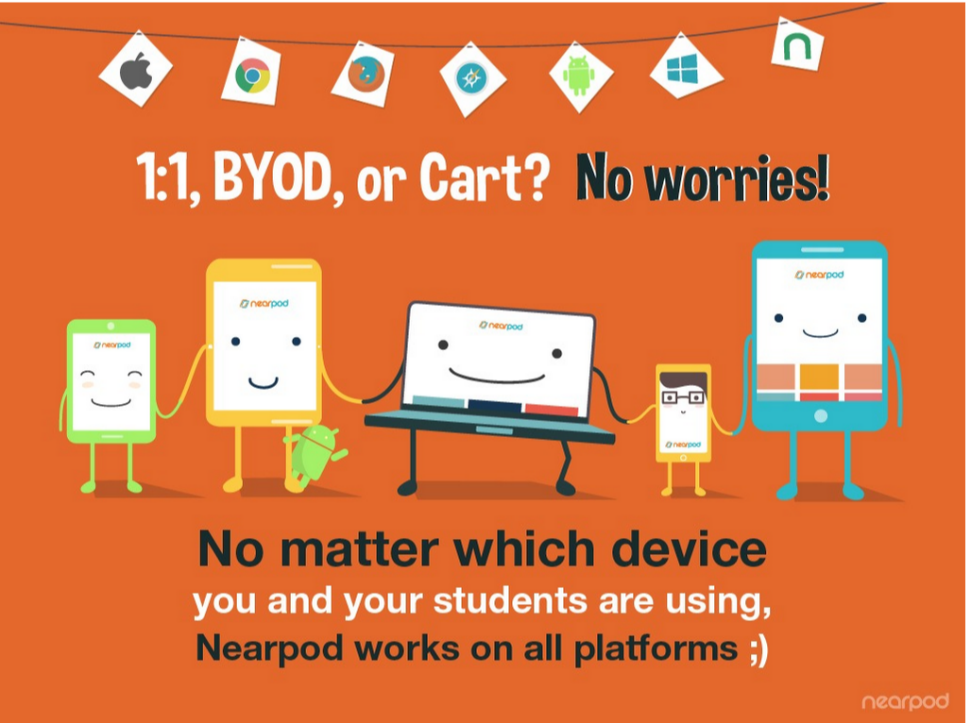 1:1, BYOD, or Cart? No worries!
nearpod
nearpod
nearpod
nearpod
nearpod
No matter which device
you and your students are using,
Nearpod works on all platforms ;)
nearpod